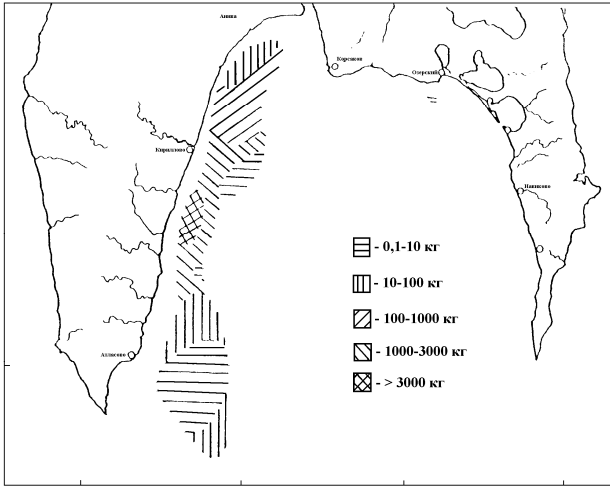 Анива
Корсаков
Озерский
Кириллово
Новиково
- 0,1-10 кг
- 10-100 кг
- 100-1000 кг
- 1000-3000 кг
Атласово
- > 3000 кг